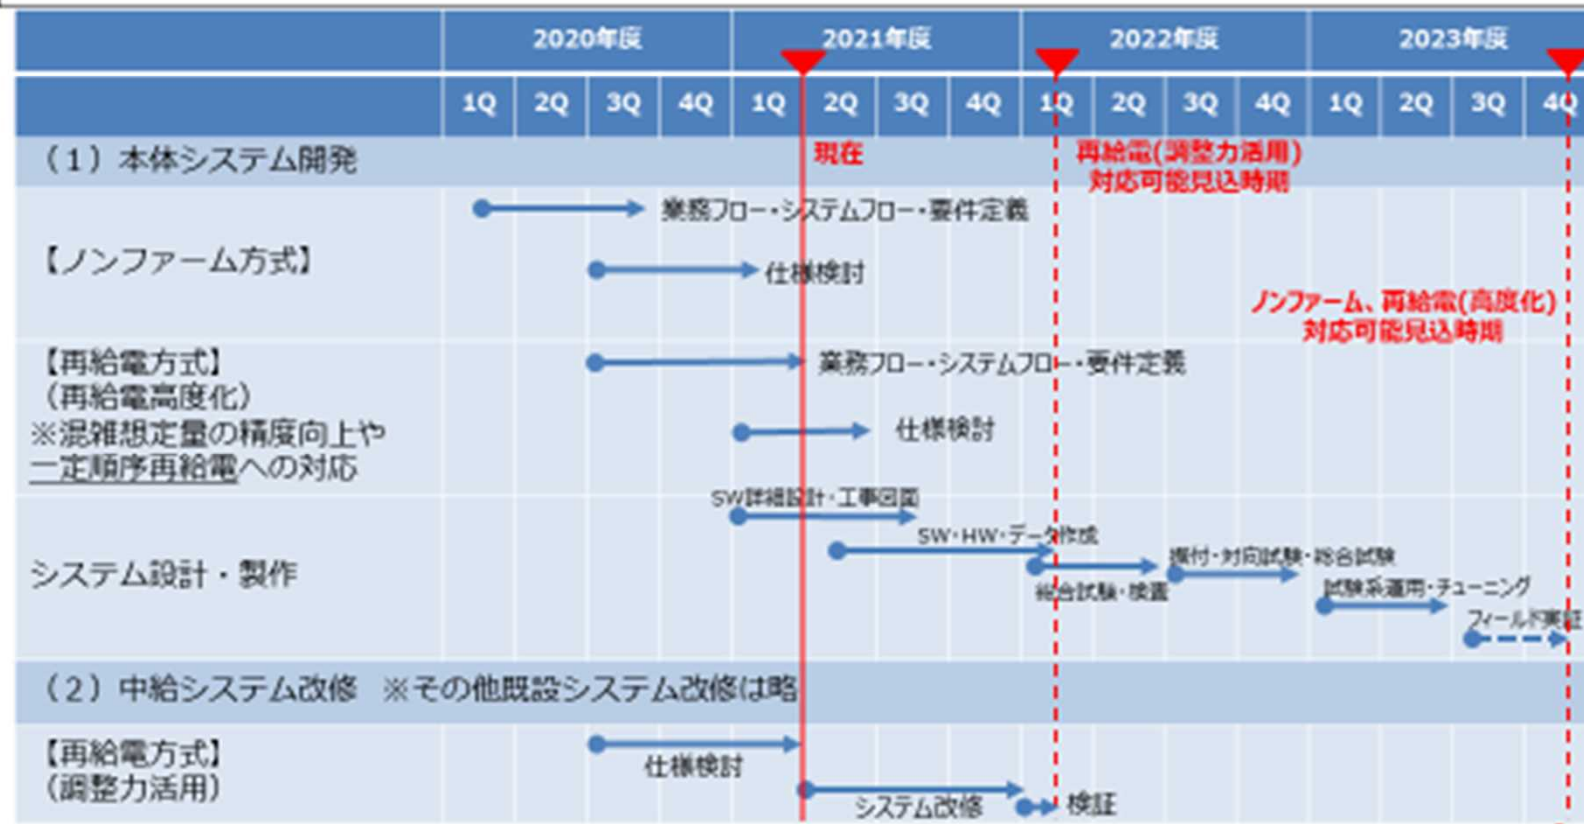 2020年度 2021年度 2022年度 2023年度
1Q 2Q 3Q 4Q 1Q 2Q 3Q 4Q 1Q 2Q 3Q 4Q 1Q 2Q 3Q 4Q
（1）本体システム開発
現在
再給電(調整力活用)
対応可能見込時期
業務フロー・システムフロー・要件定義
【ノンファーム方式】
仕様検討
ノンファーム、再給電(高度化)
対応可能見込時期
【再給電方式】
（再給電高度化）
※混雑想定量の精度向上や
一定順序再給電への対応
業務フロー・システムフロー・要件定義
仕様検討
システム設計・製作
SW詳細設計・工事図面
SW・HW・データ作成
総合試験・検査
据付・対向試験・総合試験
試験系運用・チューニング
フィールド実証
（2）中給システム改修 ※その他既設システム改修は略
【再給電方式】
（調整力活用）
仕様検討
システム改修
検証